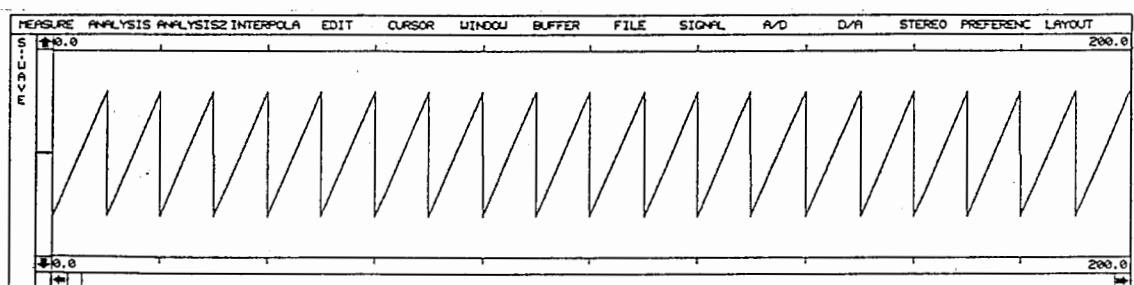 MEASURE ANALYSIS ANALYSIS2 INTERPOLA EDIT CURSOR WINDOW BUFFER FILE SIGNAL A/D D/A STEREO PREFERENC LAYOUT
S-WAVE
0.0 200.0
0.0 200.0